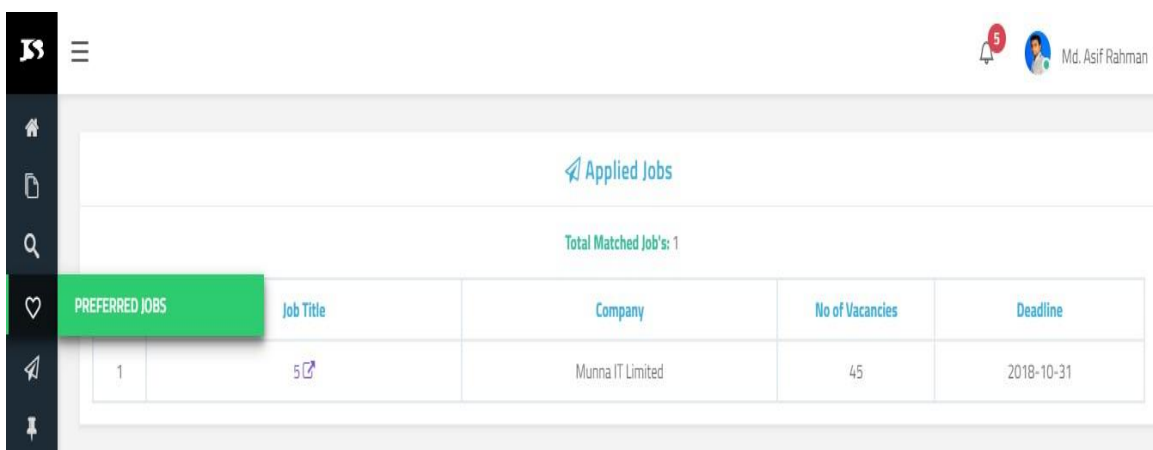 JS
5
Md. Asif Rahman
Applied Jobs
Total Matched Job's: 1
PREFERRED JOBS
Job Title Company No of Vacancies Deadline
1 5 Munna IT Limited 45 2018-10-31